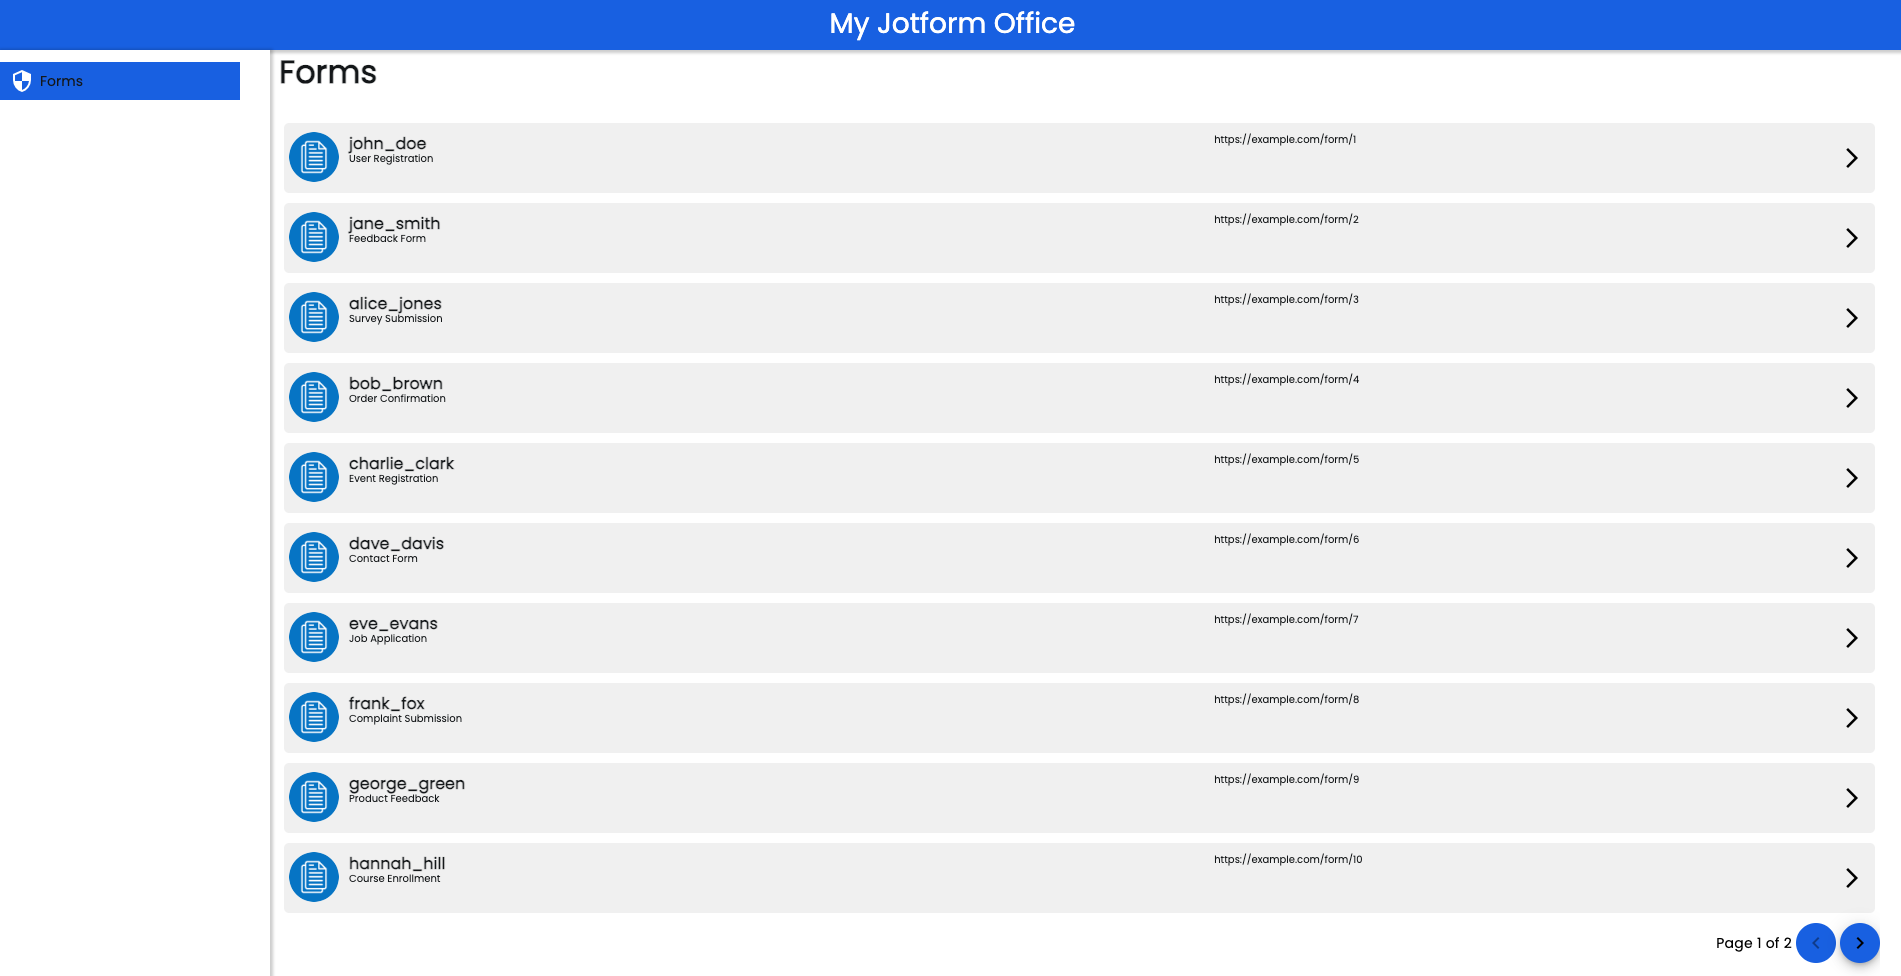 My Jotform Office
Forms
Forms
john_doe
User Registration
https://example.com/form/1
jane_smith
Feedback Form
https://example.com/form/2
alice_jones
Survey Submission
https://example.com/form/3
bob_brown
Order Confirmation
https://example.com/form/4
charlie_clark
Event Registration
https://example.com/form/5
dave_davis
Contact Form
https://example.com/form/6
eve_evans
Job Application
https://example.com/form/7
frank_fox
Complaint Submission
https://example.com/form/8
george_green
Product Feedback
https://example.com/form/9
hannah_hill
Course Enrollment
https://example.com/form/10
Page 1 of 2